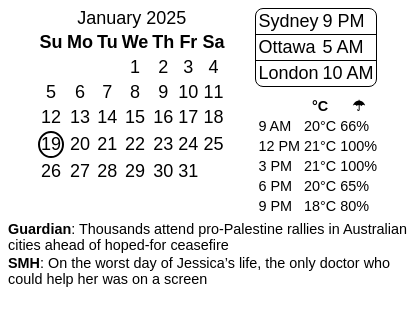 January 2025
Su Mo Tu We Th Fr Sa
1 2 3 4
5 6 7 8 9 10 11
12 13 14 15 16 17 18
19 20 21 22 23 24 25
26 27 28 29 30 31
Sydney 9 PM
Ottawa 5 AM
London 10 AM
°C ☂
9 AM 20°C 66%
12 PM 21°C 100%
3 PM 21°C 100%
6 PM 20°C 65%
9 PM 18°C 80%
Guardian: Thousands attend pro-Palestine rallies in Australian
cities ahead of hoped-for ceasefire
SMH: On the worst day of Jessica’s life, the only doctor who
could help her was on a screen